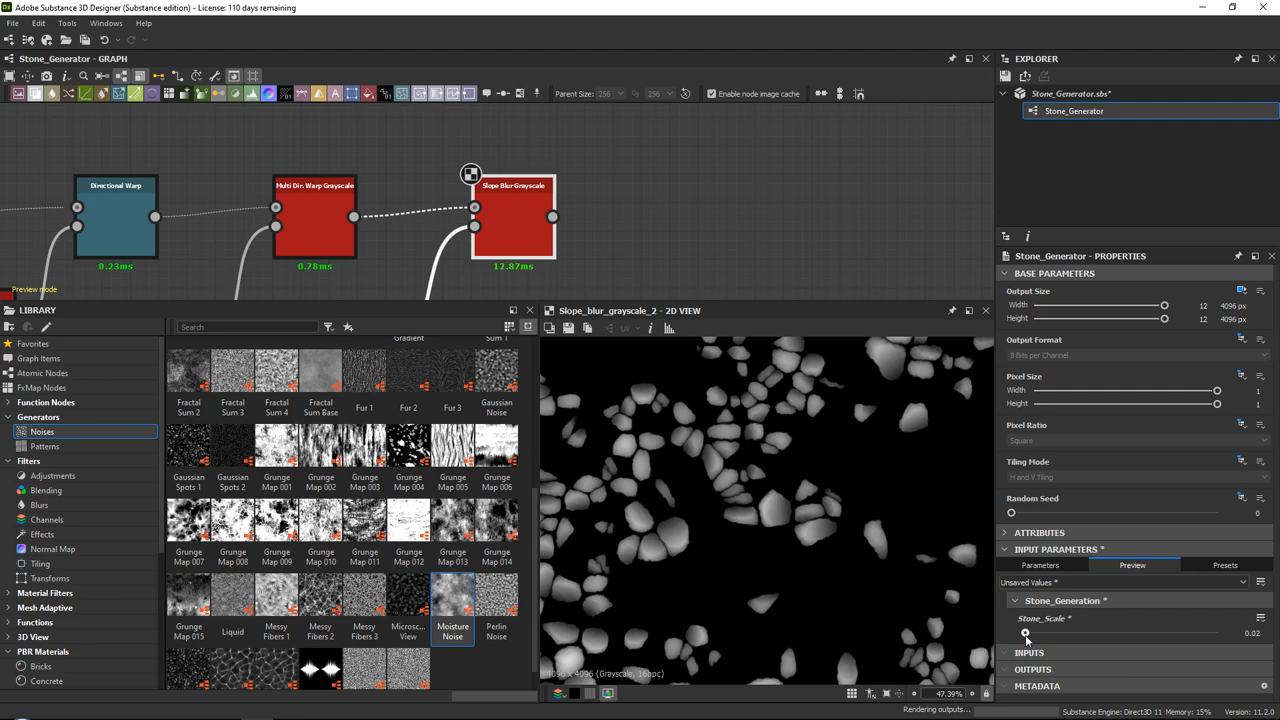 Adobe Substance 3D Designer (Substance edition) - License: 110 days remaining
File Edit Tools Windows Help
Stone_Generator - GRAPH
Parent Size: 256 256 Enable node image cache
Directional Warp
0.23ms
Multi Dir. Warp Grayscale
0.78ms
Slope Blur Grayscale
12.87ms
Preview mode
LIBRARY
Search
Favorites
Graph Items
Atomic Nodes
FxMap Nodes
Function Nodes
Generators
Noises
Patterns
Filters
Adjustments
Blending
Blurs
Channels
Effects
Normal Map
Tiling
Transforms
Material Filters
Mesh Adaptive
Functions
3D View
PBR Materials
Bricks
Concrete
Gradient
Sum 1
Fractal Sum 2
Fractal Sum 3
Fractal Sum 4
Fractal Sum Base
Fur 1
Fur 2
Fur 3
Gaussian Noise
Gaussian Spots 1
Gaussian Spots 2
Grunge Map 001
Grunge Map 002
Grunge Map 003
Grunge Map 004
Grunge Map 005
Grunge Map 006
Grunge Map 007
Grunge Map 008
Grunge Map 009
Grunge Map 010
Grunge Map 011
Grunge Map 012
Grunge Map 013
Grunge Map 014
Grunge Map 015
Liquid
Messy Fibers 1
Messy Fibers 2
Messy Fibers 3
Microsc... View
Moisture Noise
Perlin Noise
Slope_blur_grayscale_2 - 2D VIEW
UV
4096 x 4096 (Grayscale, 16bpc)
47.39%
EXPLORER
Stone_Generator.sbs*
Stone_Generator
Stone_Generator - PROPERTIES
BASE PARAMETERS
Output Size
Width 12 4096 px
Height 12 4096 px
Output Format
8 Bits per Channel
Pixel Size
Width 1
Height 1
Pixel Ratio
Square
Tiling Mode
H and V Tiling
Random Seed
0
ATTRIBUTES
INPUT PARAMETERS *
Parameters Preview Presets
Unsaved Values *
Stone_Generation *
Stone_Scale *
0.02
INPUTS
OUTPUTS
METADATA
Rendering outputs... Substance Engine: Direct3D 11 Memory: 15% Version: 11.2.0